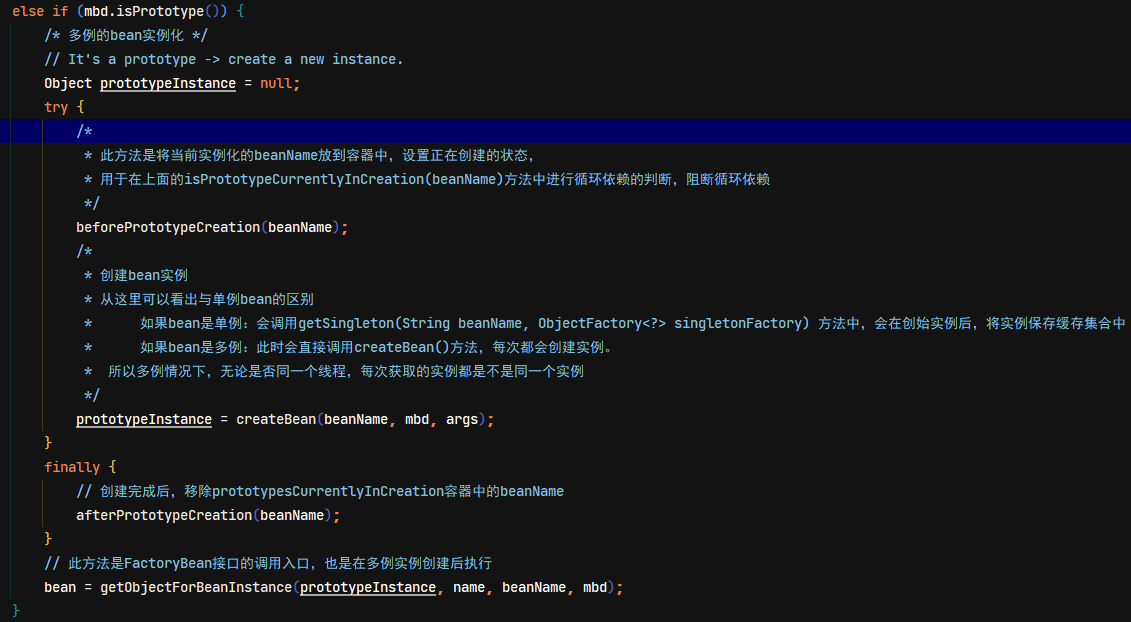 else if (mbd.isPrototype()) {
/* 多例的bean实例化 */
// It's a prototype -> create a new instance.
Object prototypeInstance = null;
try {
/*
* 此方法是将当前实例化的beanName放到容器中，设置正在创建的状态，
* 用于在上面的isPrototypeCurrentlyInCreation(beanName)方法中进行循环依赖的判断，阻断循环依赖
*/
beforePrototypeCreation(beanName);
/*
* 创建bean实例
* 从这里可以看出与单例bean的区别
* 如果bean是单例：会调用getSingleton(String beanName, ObjectFactory<?> singletonFactory) 方法中，会在创始实例后，将实例保存缓存集合中
* 如果bean是多例：此时会直接调用createBean()方法，每次都会创建实例。
* 所以多例情况下，无论是否同一个线程，每次获取的实例都是不是同一个实例
*/
prototypeInstance = createBean(beanName, mbd, args);
}
finally {
// 创建完成后，移除prototypesCurrentlyInCreation容器中的beanName
afterPrototypeCreation(beanName);
}
// 此方法是FactoryBean接口的调用入口，也是在多例实例创建后执行
bean = getObjectForBeanInstance(prototypeInstance, name, beanName, mbd);
}